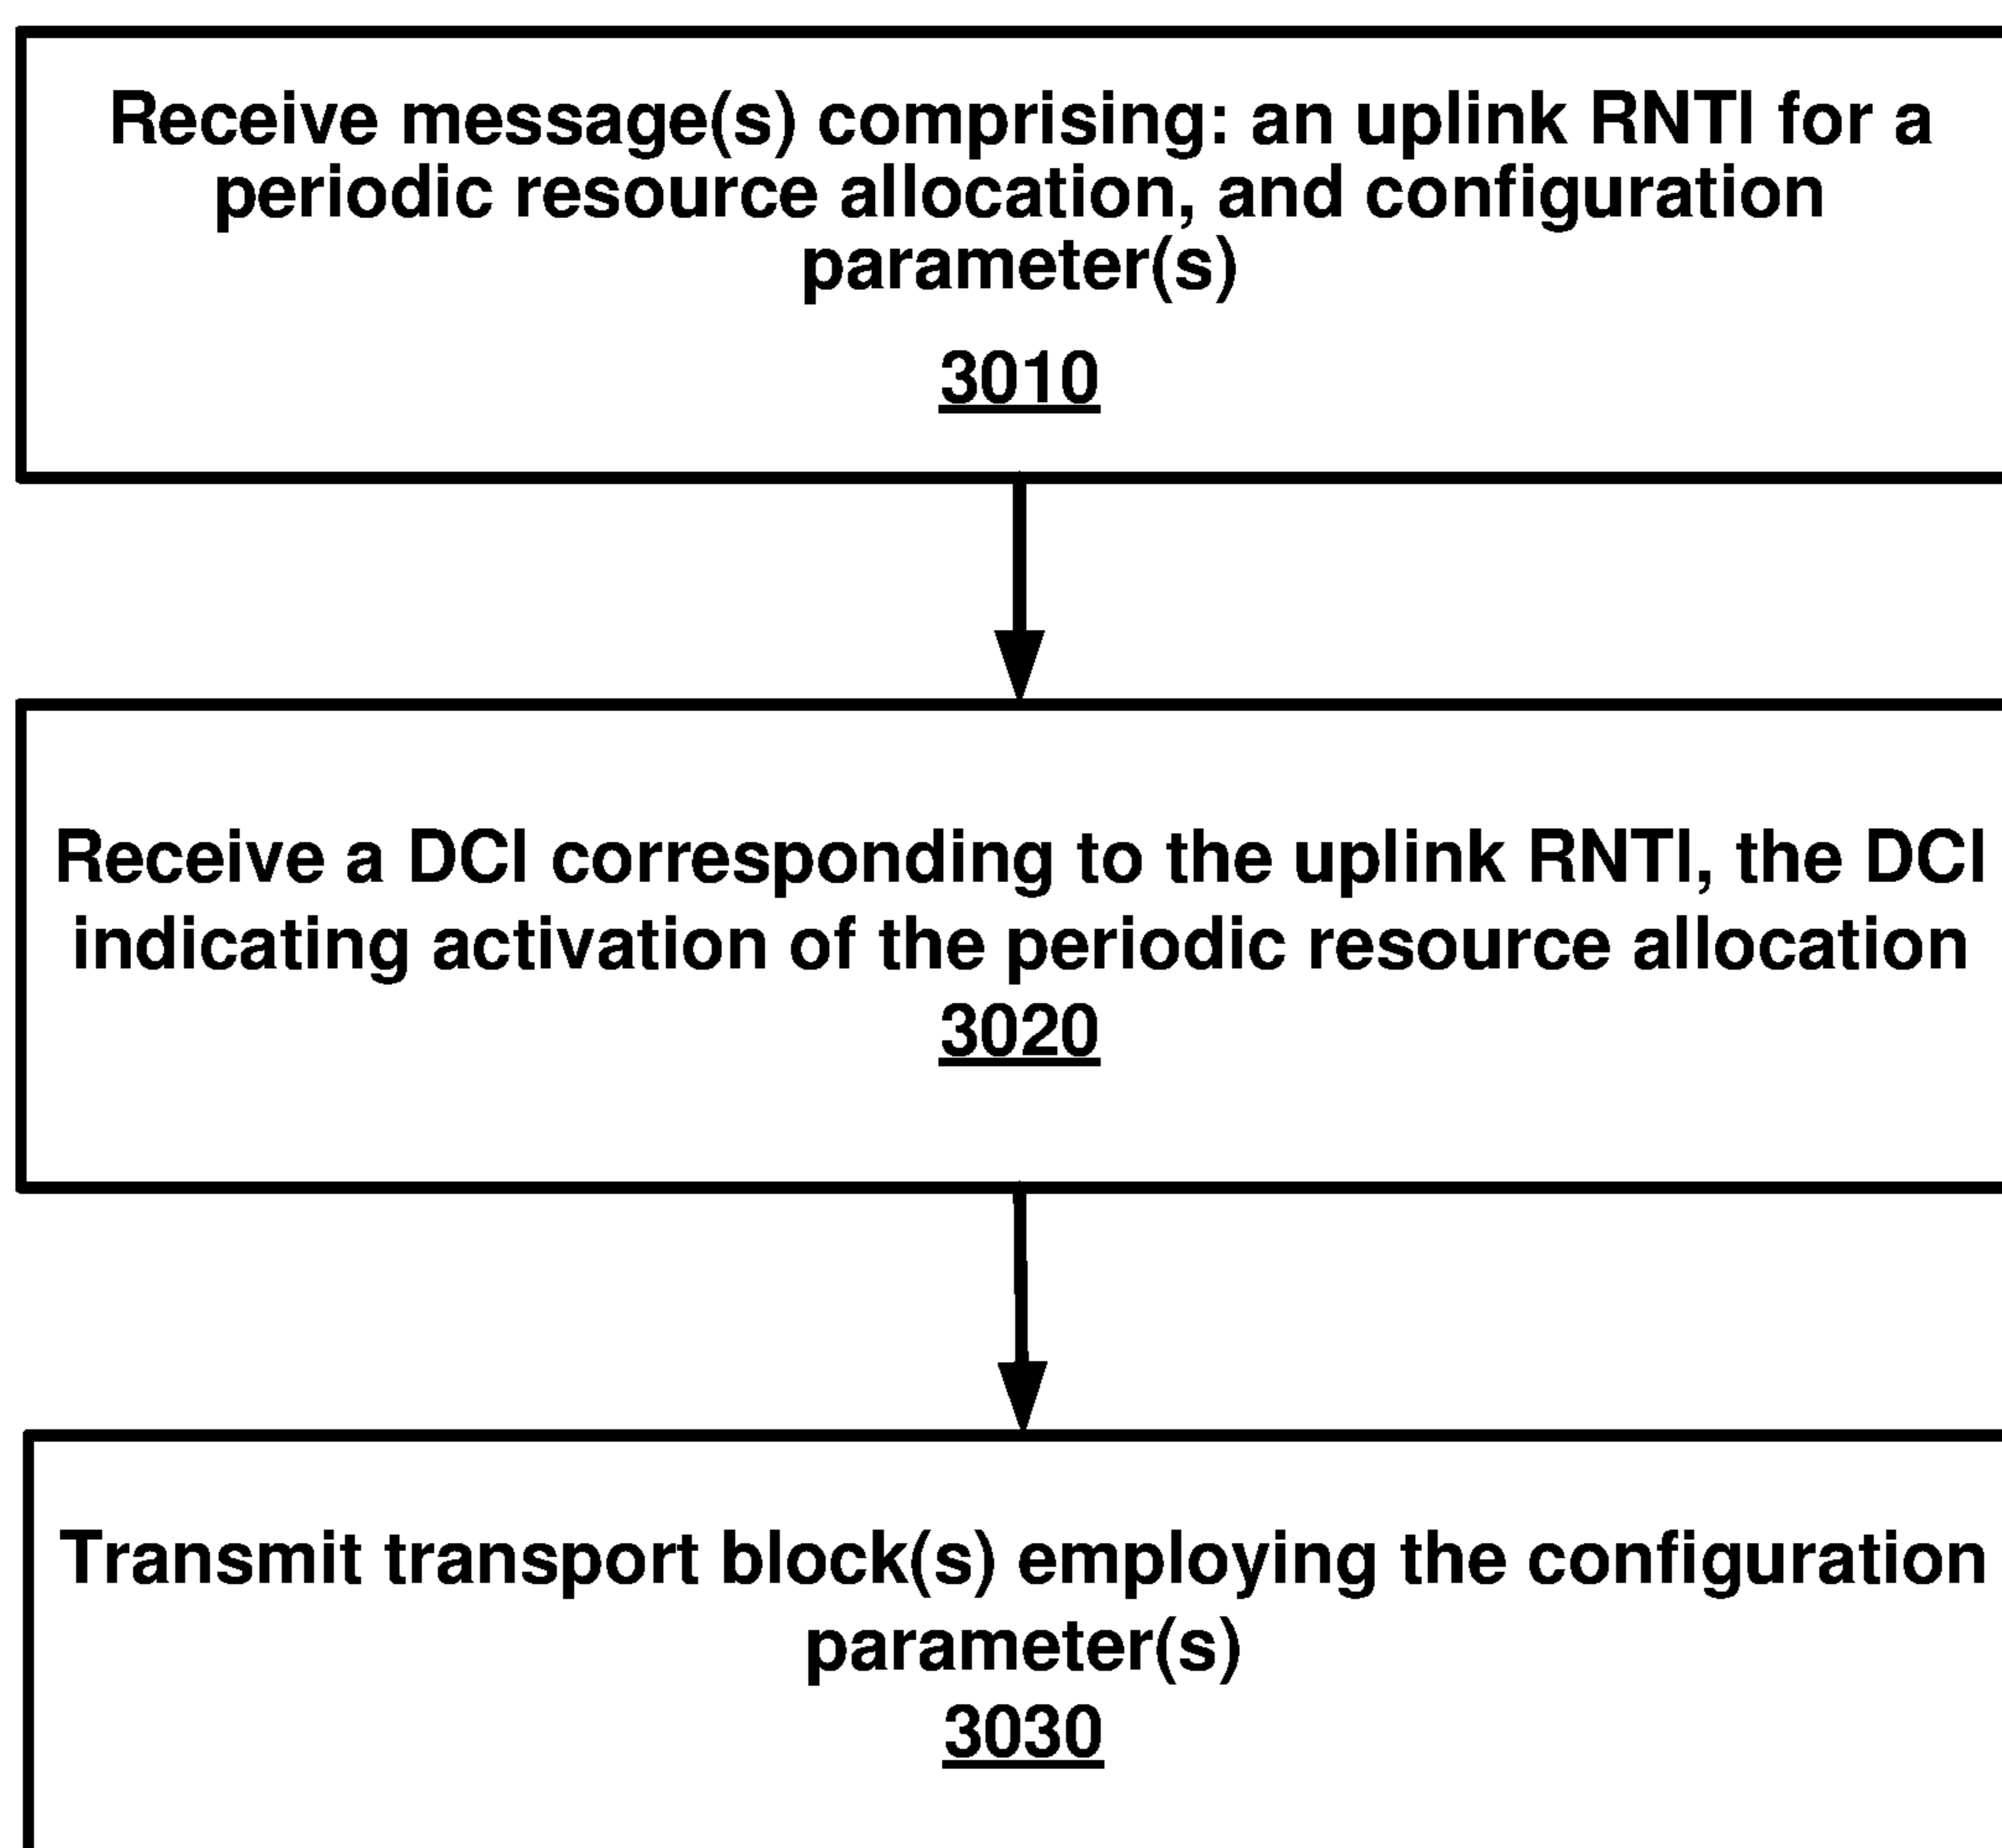 Receive message(s) comprising: an uplink RNTI for a
periodic resource allocation, and configuration
parameter(s)
3010
Receive a DCI corresponding to the uplink RNTI, the DCI
indicating activation of the periodic resource allocation
3020
Transmit transport block(s) employing the configuration
parameter(s)
3030